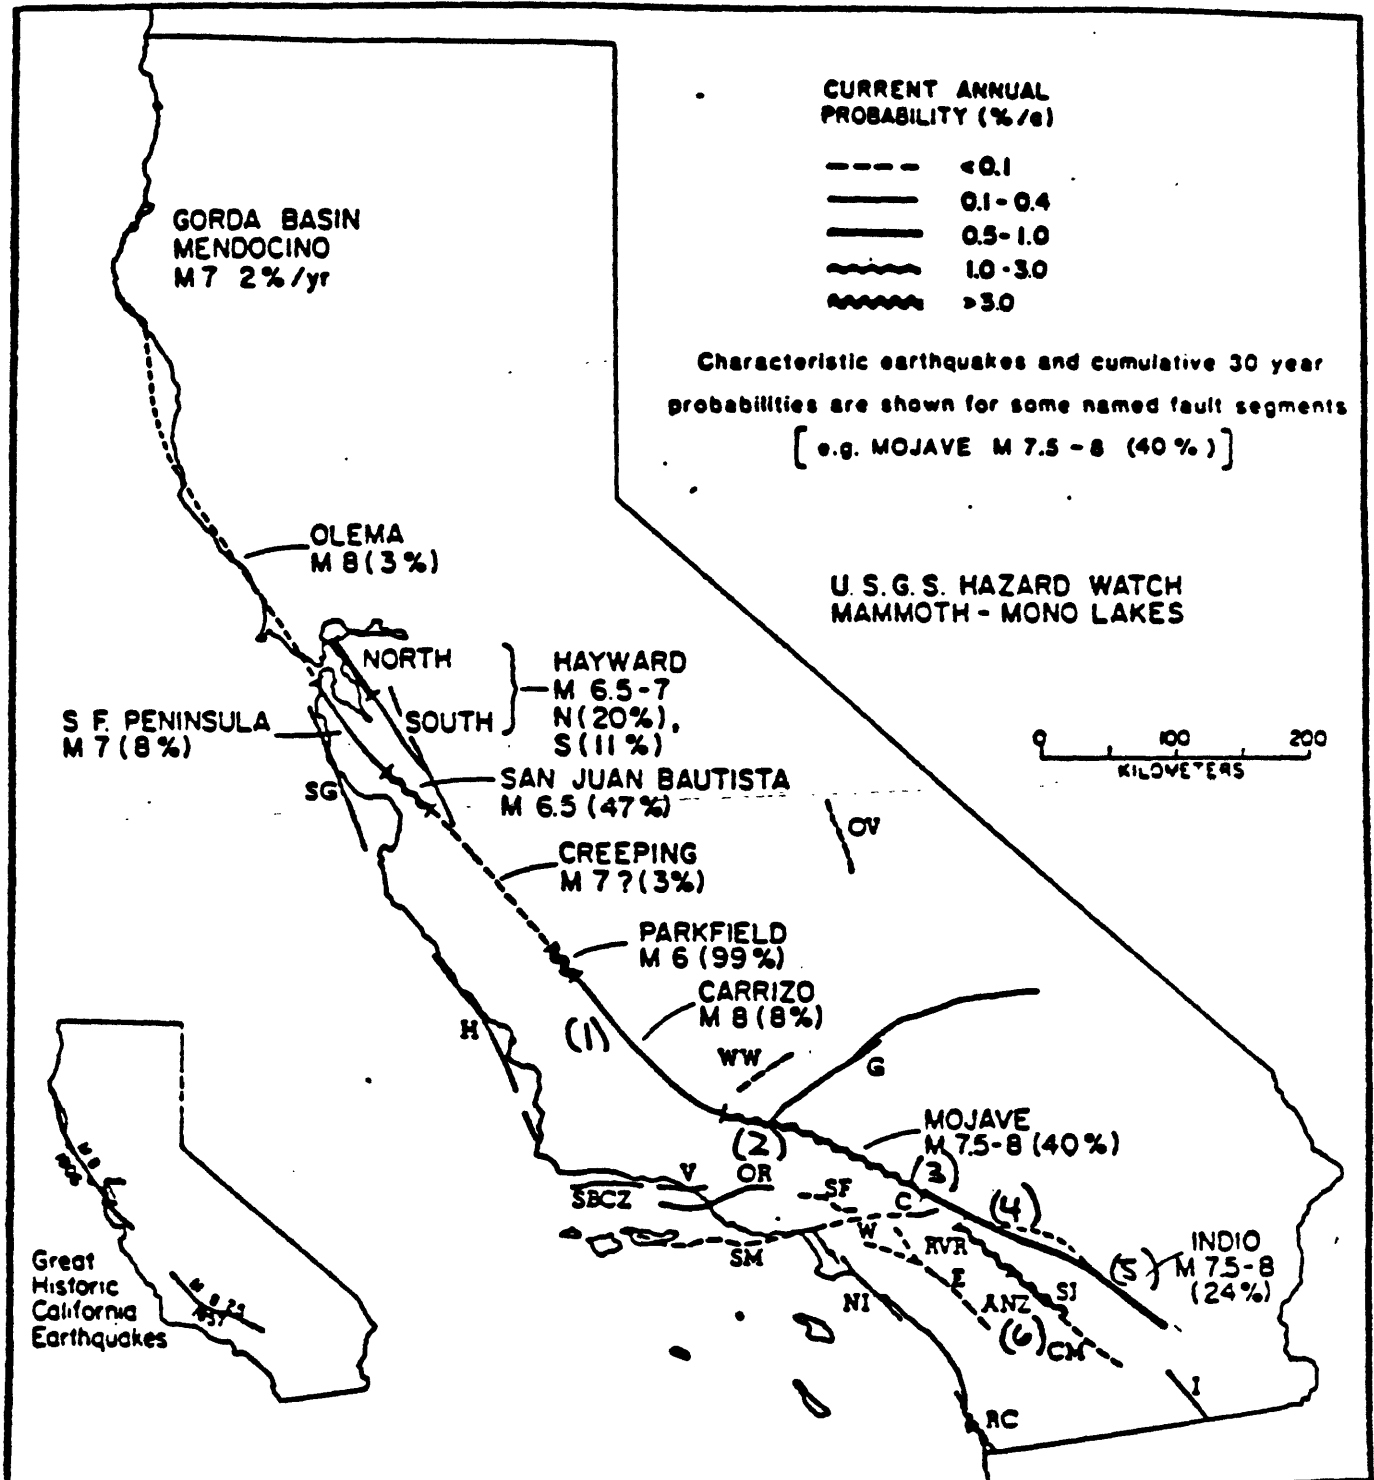 CURRENT ANNUAL
PROBABILITY (%/a)
<0.1
0.1-0.4
0.5-1.0
1.0-3.0
>3.0
Characteristic earthquakes and cumulative 30 year
probabilities are shown for some named fault segments
[e.g. MOJAVE M 7.5-8 (40%)]
GORDA BASIN
MENDOCINO
M 7 2%/yr
OLEMA
M 8 (3%)
U.S.G.S. HAZARD WATCH
MAMMOTH-MONO LAKES
NORTH
SOUTH
HAYWARD
M 6.5-7
N(20%),
S(11%)
S F. PENINSULA
M 7 (8%)
0 100 200
KILOMETERS
SG
SAN JUAN BAUTISTA
M 6.5 (47%)
OV
CREEPING
M 7? (3%)
PARKFIELD
M 6 (99%)
CARRIZO
M 8 (8%)
H
(1)
WW
G
MOJAVE
M 7.5-8 (40%)
(2)
(3)
V
OR
SBCZ
SF
C
(4)
W
RVR
SM
(5)
INDIO
M 7.5-8
(24%)
E
SJ
NI
ANZ
(6)
CM
I
RC
M 8
1906
M 8.25
1857
Great
Historic
California
Earthquakes